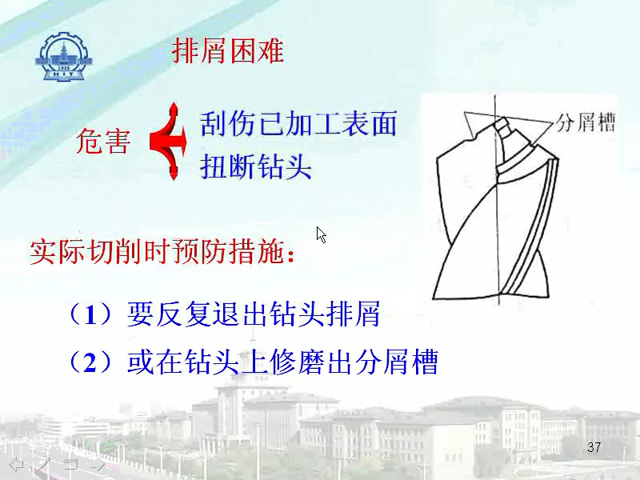 排屑困难
危害
刮伤已加工表面
扭断钻头
分屑槽
实际切削时预防措施：
（1）要反复退出钻头排屑
（2）或在钻头上修磨出分屑槽
37